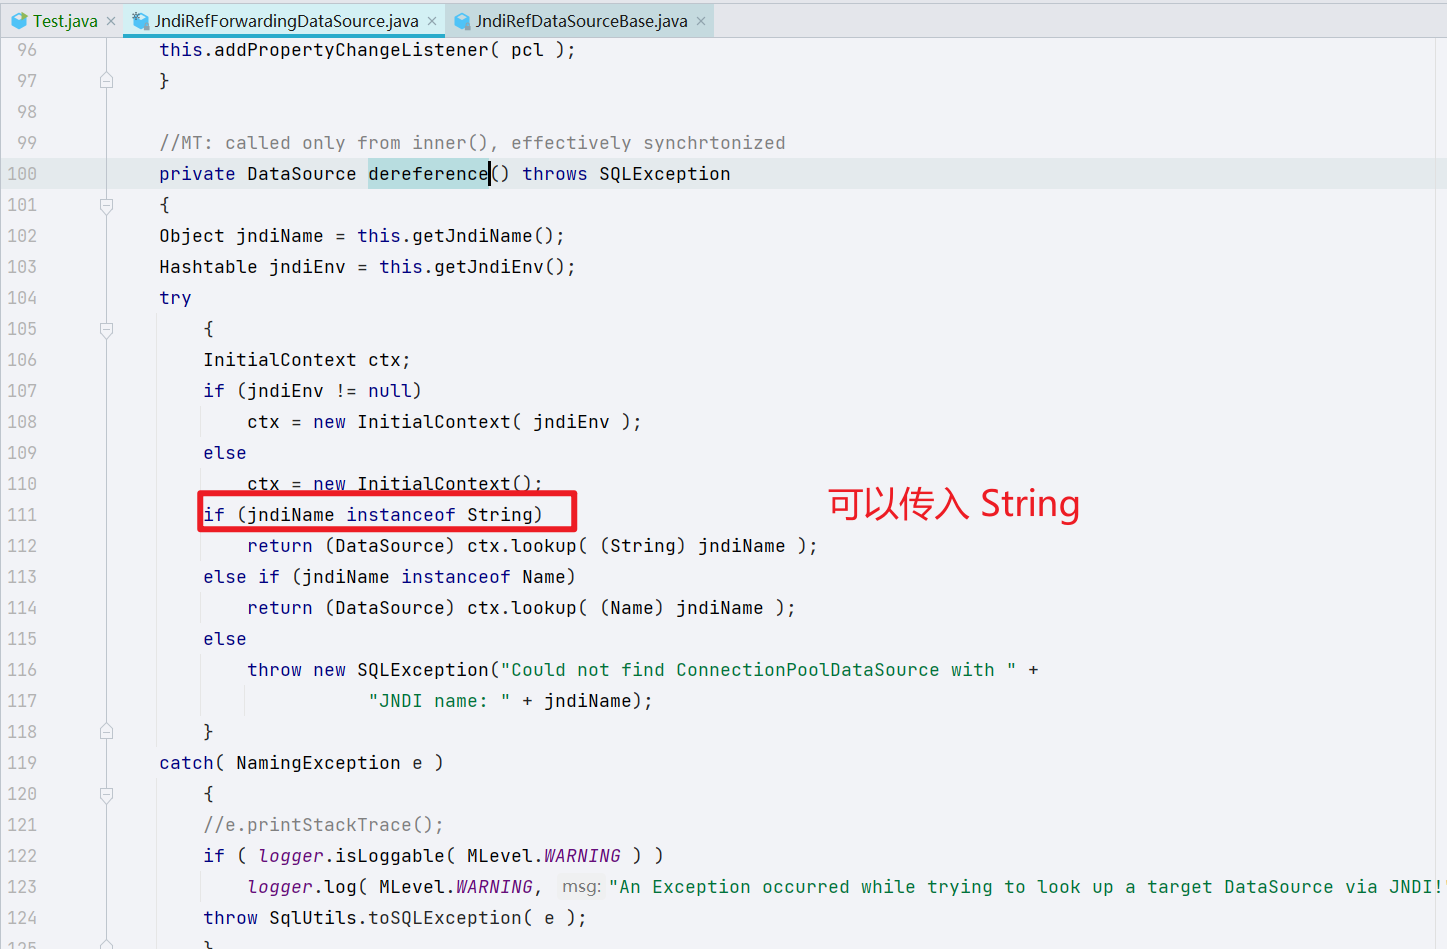 Test.java × JndiRefForwardingDataSource.java × JndiRefDataSourceBase.java ×
96 this.addPropertyChangeListener( pcl );
97 }
98
99 //MT: called only from inner(), effectively synchrtonized
100 private DataSource dereference() throws SQLException
101 {
102 Object jndiName = this.getJndiName();
103 Hashtable jndiEnv = this.getJndiEnv();
104 try
105 {
106 InitialContext ctx;
107 if (jndiEnv != null)
108 ctx = new InitialContext( jndiEnv );
109 else
110 ctx = new InitialContext();
111 if (jndiName instanceof String) 可以传入 String
112 return (DataSource) ctx.lookup( (String) jndiName );
113 else if (jndiName instanceof Name)
114 return (DataSource) ctx.lookup( (Name) jndiName );
115 else
116 throw new SQLException("Could not find ConnectionPoolDataSource with " +
117 "JNDI name: " + jndiName);
118 }
119 catch( NamingException e )
120 {
121 //e.printStackTrace();
122 if ( logger.isLoggable( MLevel.WARNING ) )
123 logger.log( MLevel.WARNING, msg: "An Exception occurred while trying to look up a target DataSource via JNDI!"
124 throw SqlUtils.toSQLException( e );
125 }